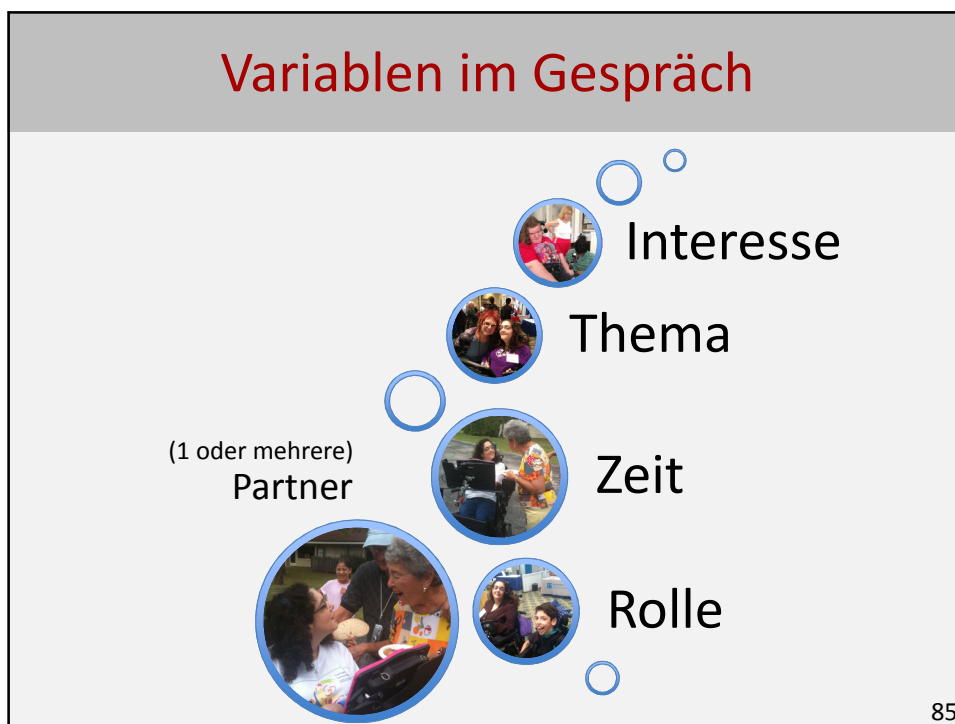 Variablen im Gespräch
Interesse
Thema
(1 oder mehrere)
Partner
Zeit
Rolle
85